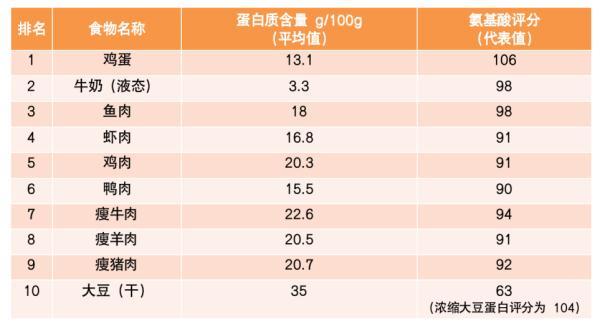 排名 食物名称 蛋白质含量 g/100g 氨基酸评分
(平均值) (代表值)
1 鸡蛋 13.1 106
2 牛奶（液态） 3.3 98
3 鱼肉 18 98
4 虾肉 16.8 91
5 鸡肉 20.3 91
6 鸭肉 15.5 90
7 瘦牛肉 22.6 94
8 瘦羊肉 20.5 91
9 瘦猪肉 20.7 92
10 大豆（干） 35 63
(浓缩大豆蛋白评分为 104)